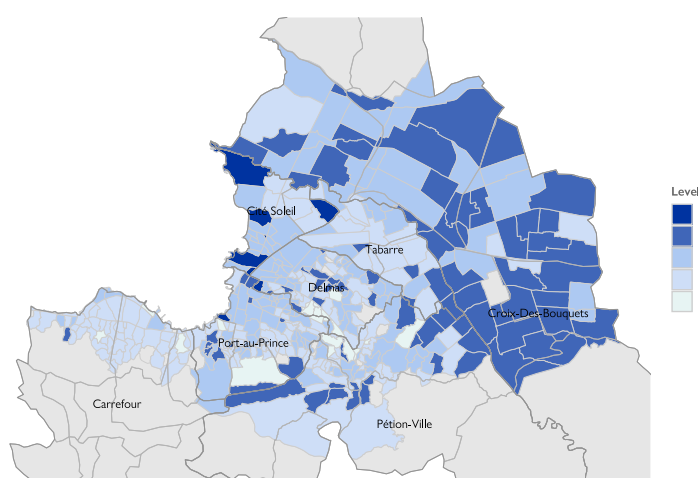 Level
Cité Soleil
Tabarre
Delmas
Croix-Des-Bouquets
Port-au-Prince
Carrefour
Pétion-Ville